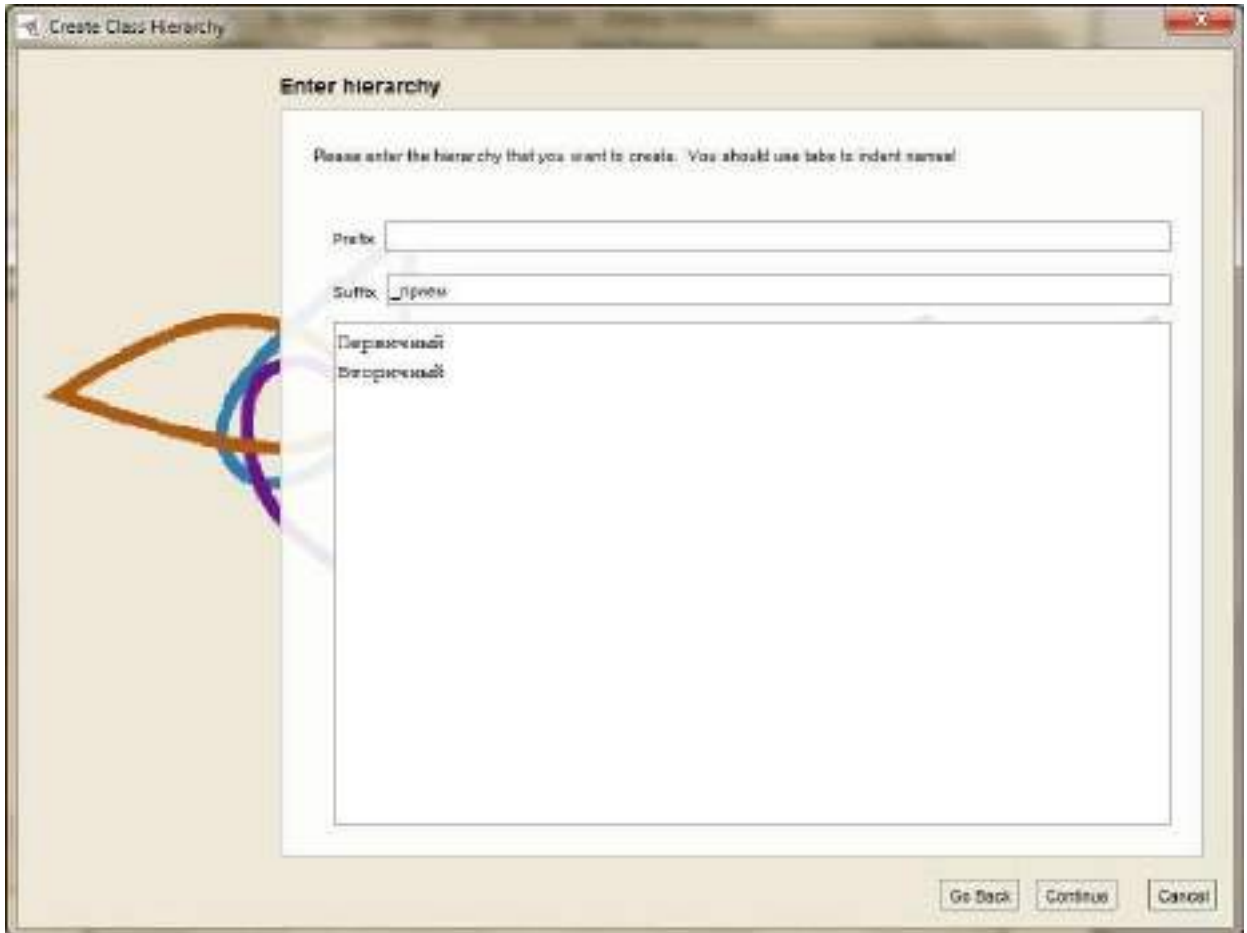 Create Class Hierarchy
Enter hierarchy
Please enter the hierarchy that you want to create. You should use tabs to indent names!
Prefix
Suffix _прием
Первичный
Вторичный
Go Back Continue Cancel